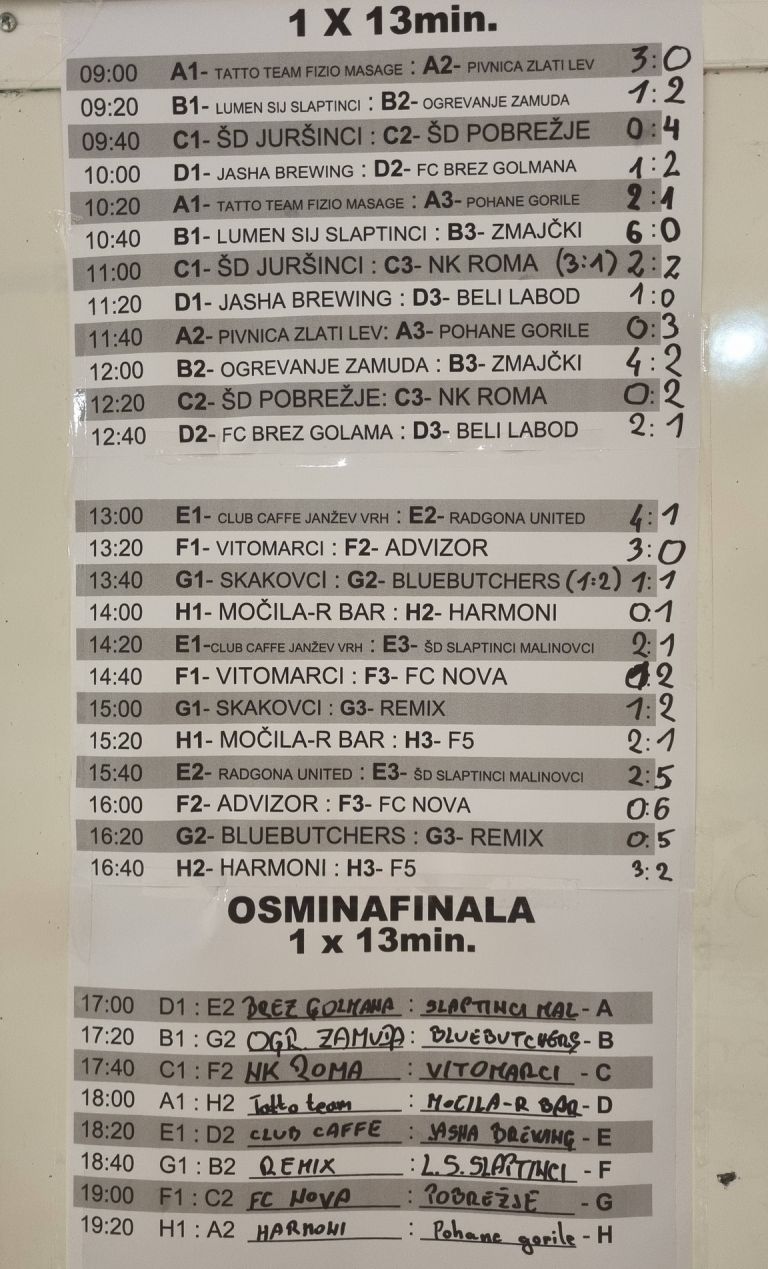 1 X 13min.
09:00 A1- TATTO TEAM FIZIO MASAGE : A2- PIVNICA ZLATI LEV 3:0
09:20 B1- LUMEN SIJ SLAPTINCI : B2- OGREVANJE ZAMUDA 1:2
09:40 C1- ŠD JURŠINCI : C2- ŠD POBREŽJE 0:4
10:00 D1- JASHA BREWING : D2- FC BREZ GOLMANA 1:2
10:20 A1- TATTO TEAM FIZIO MASAGE : A3- POHANE GORILE 2:1
10:40 B1- LUMEN SIJ SLAPTINCI : B3- ZMAJČKI 6:0
11:00 C1- ŠD JURŠINCI : C3- NK ROMA (3:1) 2:2
11:20 D1- JASHA BREWING : D3- BELI LABOD 1:0
11:40 A2- PIVNICA ZLATI LEV: A3- POHANE GORILE 0:3
12:00 B2- OGREVANJE ZAMUDA : B3- ZMAJČKI 4:2
12:20 C2- ŠD POBREŽJE: C3- NK ROMA 0:2
12:40 D2- FC BREZ GOLAMA : D3- BELI LABOD 2:1
13:00 E1- CLUB CAFFE JANŽEV VRH : E2- RADGONA UNITED 4:1
13:20 F1- VITOMARCI : F2- ADVIZOR 3:0
13:40 G1- SKAKOVCI : G2- BLUEBUTCHERS (1:2) 1:1
14:00 H1- MOČILA-R BAR : H2- HARMONI 0:1
14:20 E1-CLUB CAFFE JANŽEV VRH : E3- ŠD SLAPTINCI MALINOVCI 2:1
14:40 F1- VITOMARCI : F3- FC NOVA
15:00 G1- SKAKOVCI : G3- REMIX 1:2
15:20 H1- MOČILA-R BAR : H3- F5 2:1
15:40 E2- RADGONA UNITED : E3- ŠD SLAPTINCI MALINOVCI 2:5
16:00 F2- ADVIZOR : F3- FC NOVA 0:6
16:20 G2- BLUEBUTCHERS : G3- REMIX 0:5
16:40 H2- HARMONI : H3- F5 3:2
OSMINAFINALA
1 x 13min.
17:00 D1 : E2 BREZ GOLMANA : SLAPTINCI MAL - A
17:20 B1 : G2 OGR. ZAMUDA : BLUEBUTCHERS - B
17:40 C1 : F2 NK ROMA : VITOMARCI - C
18:00 A1 : H2 Tatto team : MOČILA-R BAR - D
18:20 E1 : D2 CLUB CAFFE : JASHA BREWING - E
18:40 G1 : B2 REMIX : L.S.SLAPTINCI - F
19:00 F1 : C2 FC NOVA : POBREŽJE - G
19:20 H1 : A2 HARMONI : Pohane gorile - H